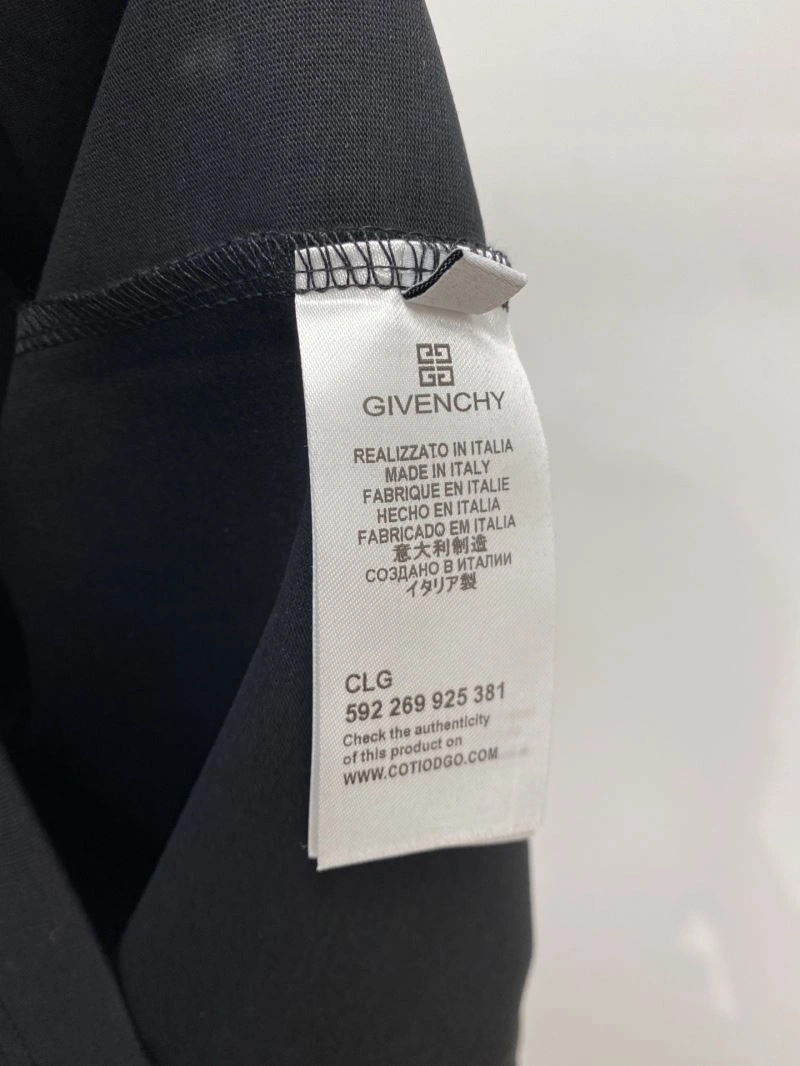 GIVENCHY
REALIZZATO IN ITALIA
MADE IN ITALY
FABRIQUE EN ITALIE
HECHO EN ITALIA
FABRICADO EM ITALIA
意大利制造
СОЗДАНО В ИТАЛИИ
イタリア製
CLG
592 269 925 381
Check the authenticity
of this product on
WWW.COTIODGO.COM